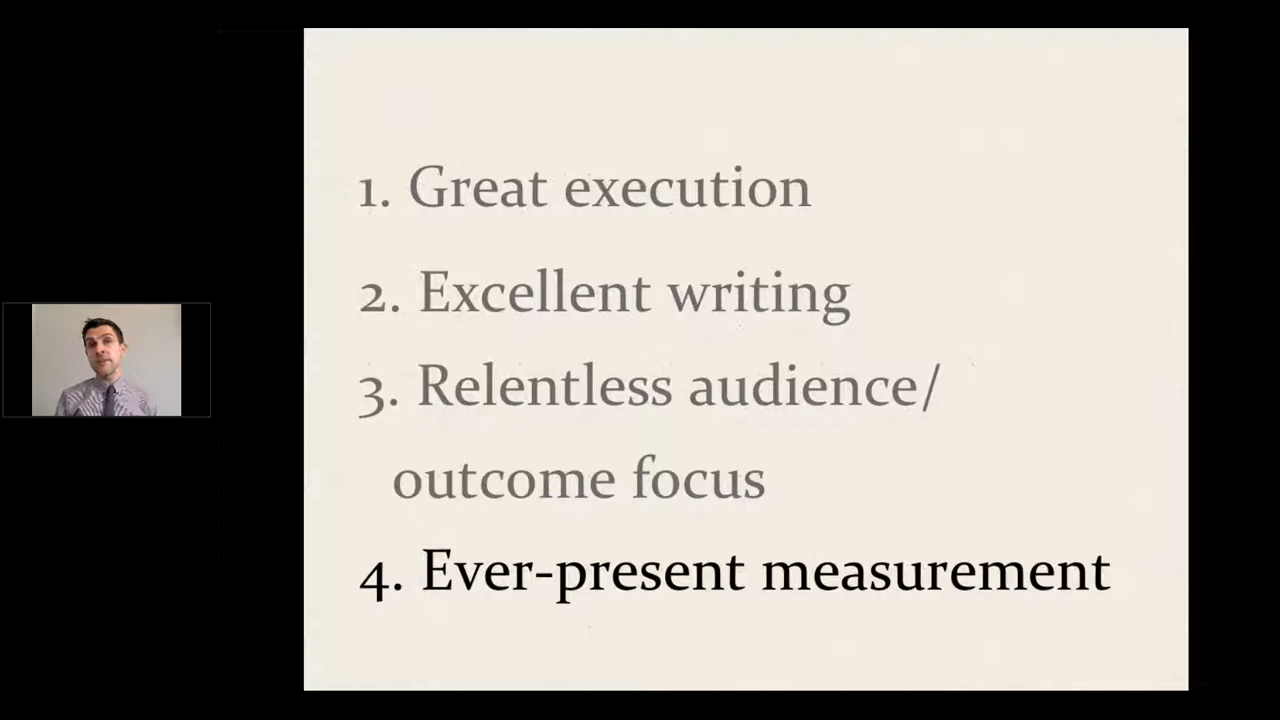 1. Great execution
2. Excellent writing
3. Relentless audience/
outcome focus
4. Ever-present measurement